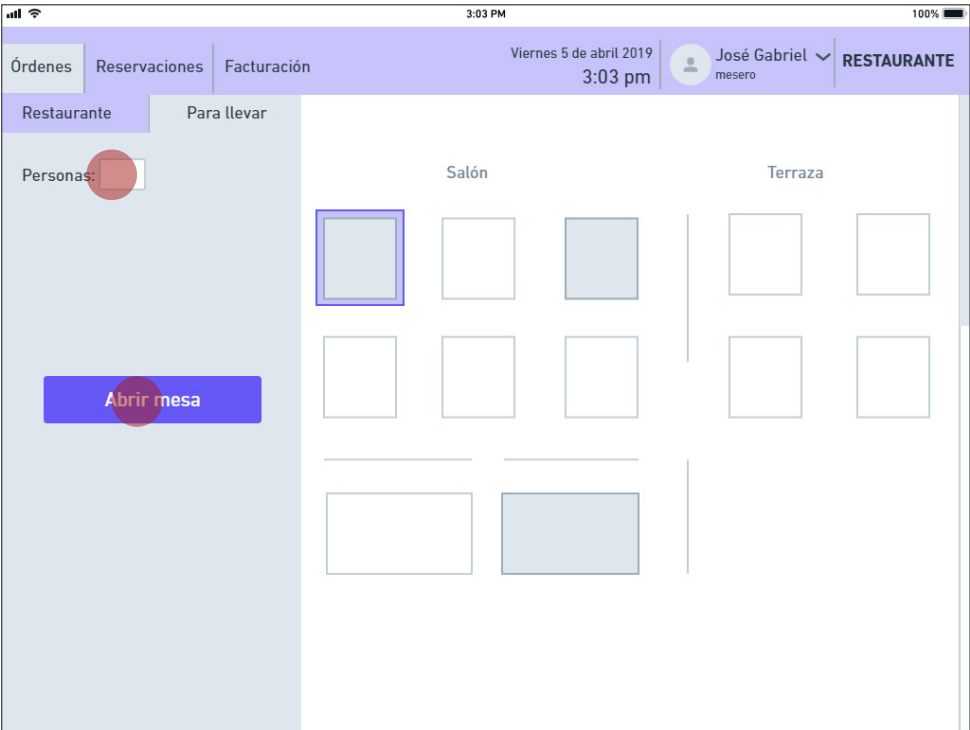 3:03 PM
100%
Órdenes
Reservaciones
Facturación
Viernes 5 de abril 2019
3:03 pm
José Gabriel
mesero
RESTAURANTE
Restaurante
Para llevar
Personas:
Salón
Terraza
Abrir mesa